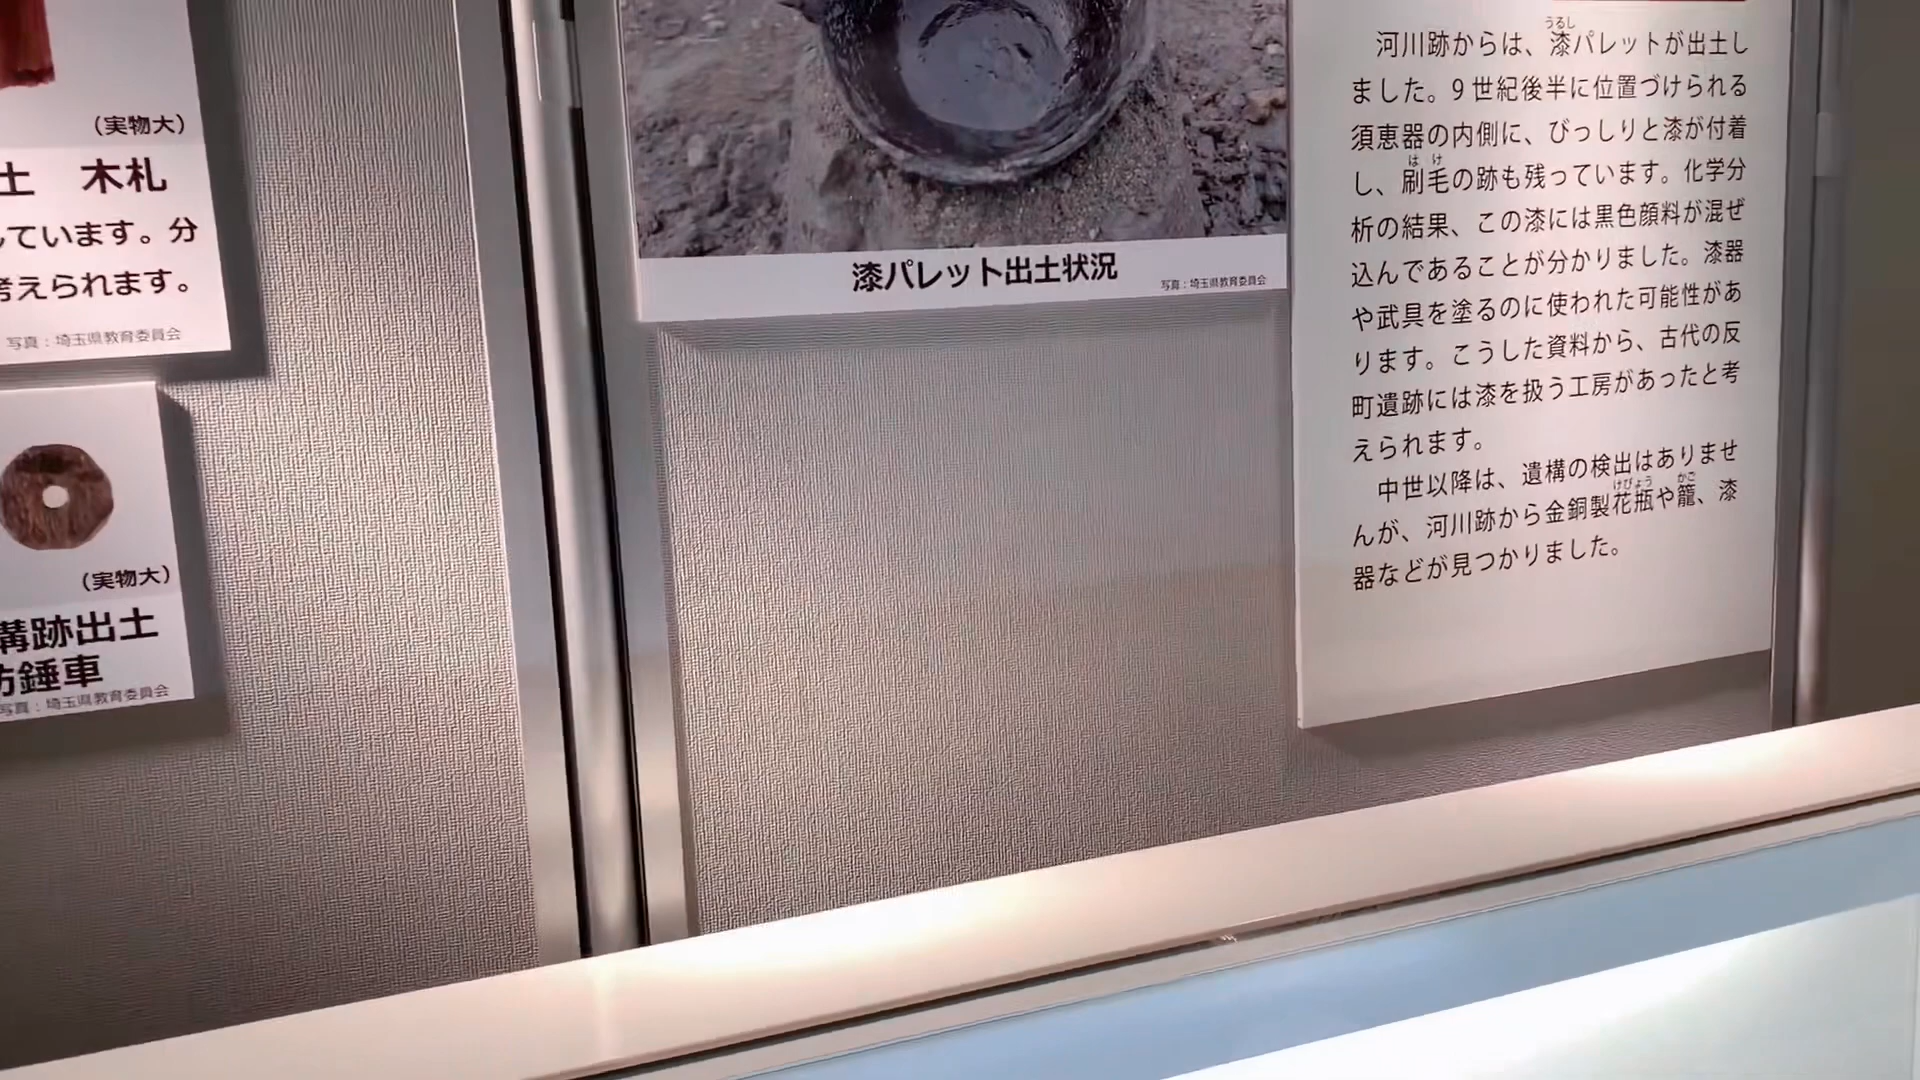 (実物大)
土 木札
ています。分
考えられます。
写真:埼玉県教育委員会
(実物大)
構跡出土
紡錘車
写真:埼玉県教育委員会
漆パレット出土状況
写真:埼玉県教育委員会
うるし
河川跡からは、漆パレットが出土し
ました。9世紀後半に位置づけられる
須恵器の内側に、びっしりと漆が付着
はけ
し、刷毛の跡も残っています。化学分
析の結果、この漆には黒色顔料が混ぜ
込んであることが分かりました。漆器
や武具を塗るのに使われた可能性があ
ります。こうした資料から、古代の反
町遺跡には漆を扱う工房があったと考
えられます。
中世以降は、遺構の検出はありませ
けびょう かご
んが、河川跡から金銅製花瓶や籠、漆
器などが見つかりました。